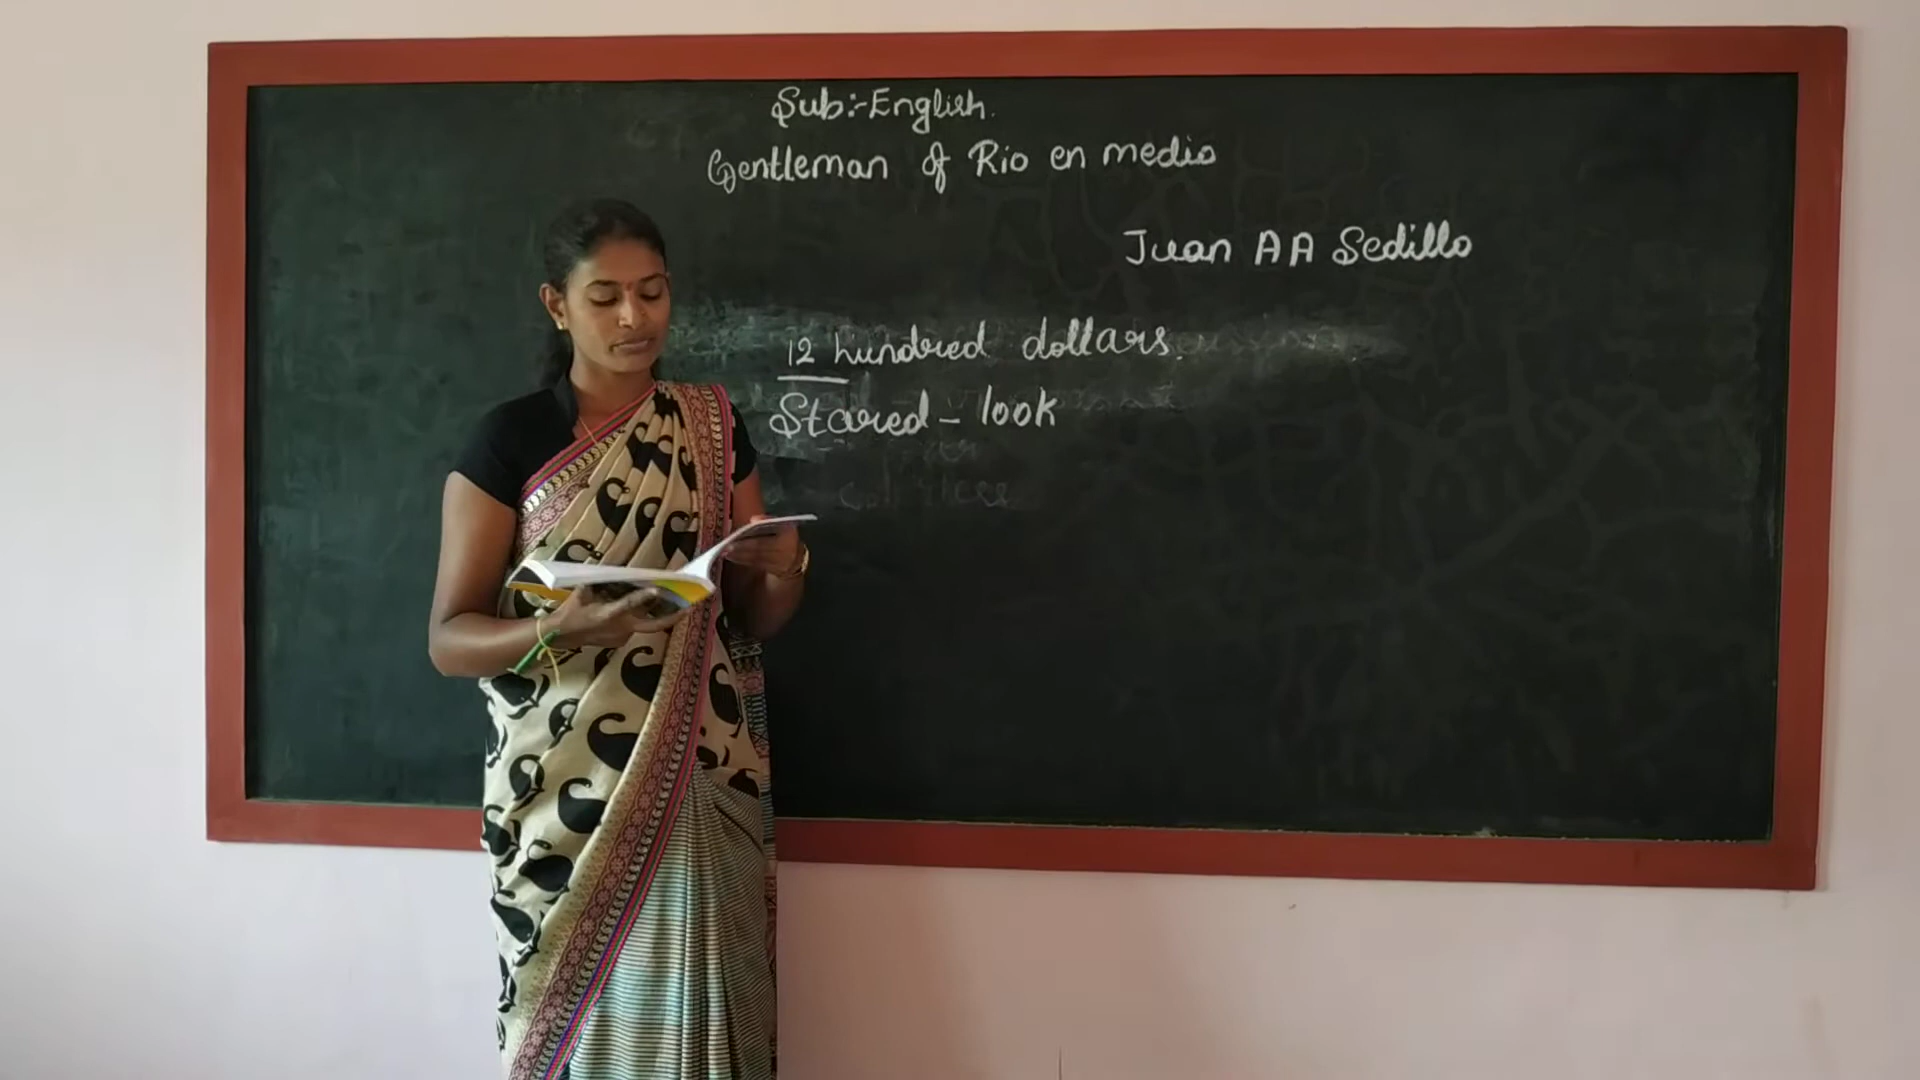 Sub:-English.
Gentleman of Rio en medio
Juan A A Sedillo
12 hundred dollars.
Stared - look